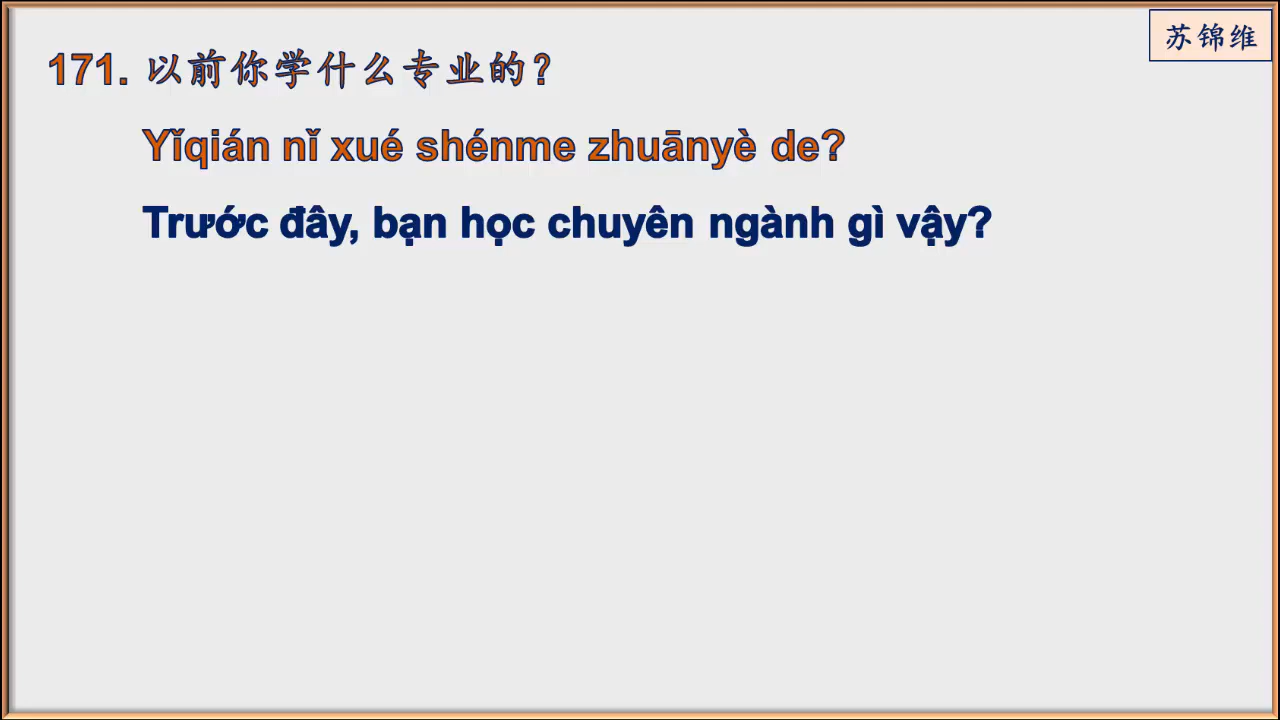 苏锦维
171. 以前你学什么专业的？
Yǐqián nǐ xué shénme zhuānyè de?
Trước đây, bạn học chuyên ngành gì vậy?